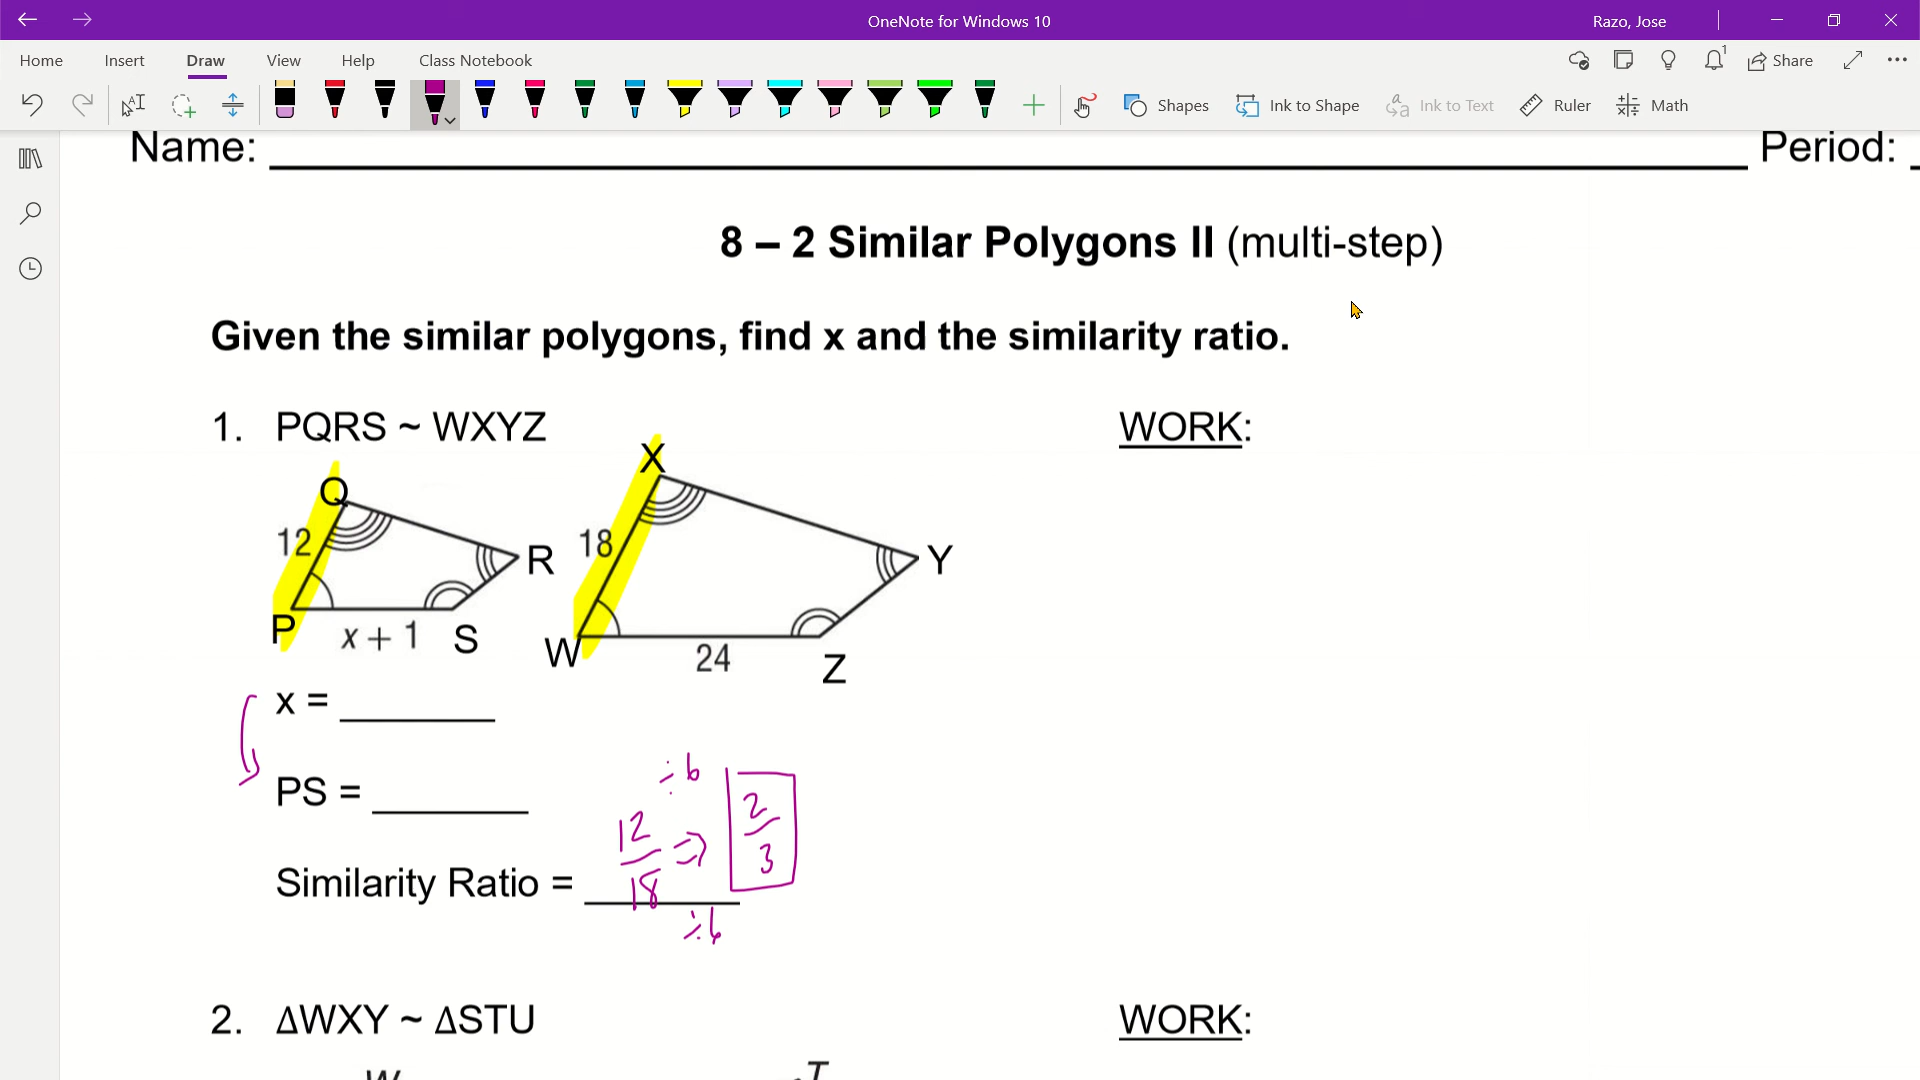 OneNote for Windows 10
Razo, Jose
Home Insert Draw View Help Class Notebook
1
Share
Shapes Ink to Shape Ink to Text Ruler Math
Name: Period:
8 – 2 Similar Polygons II (multi-step)
Given the similar polygons, find x and the similarity ratio.
1. PQRS ~ WXYZ
WORK:
Q
12
R
P
x + 1
S
X
18
Y
W
24
Z
x =
PS =
Similarity Ratio =
÷6
12
18
⇒
2
3
÷6
2. ΔWXY ~ ΔSTU
WORK:
W
T